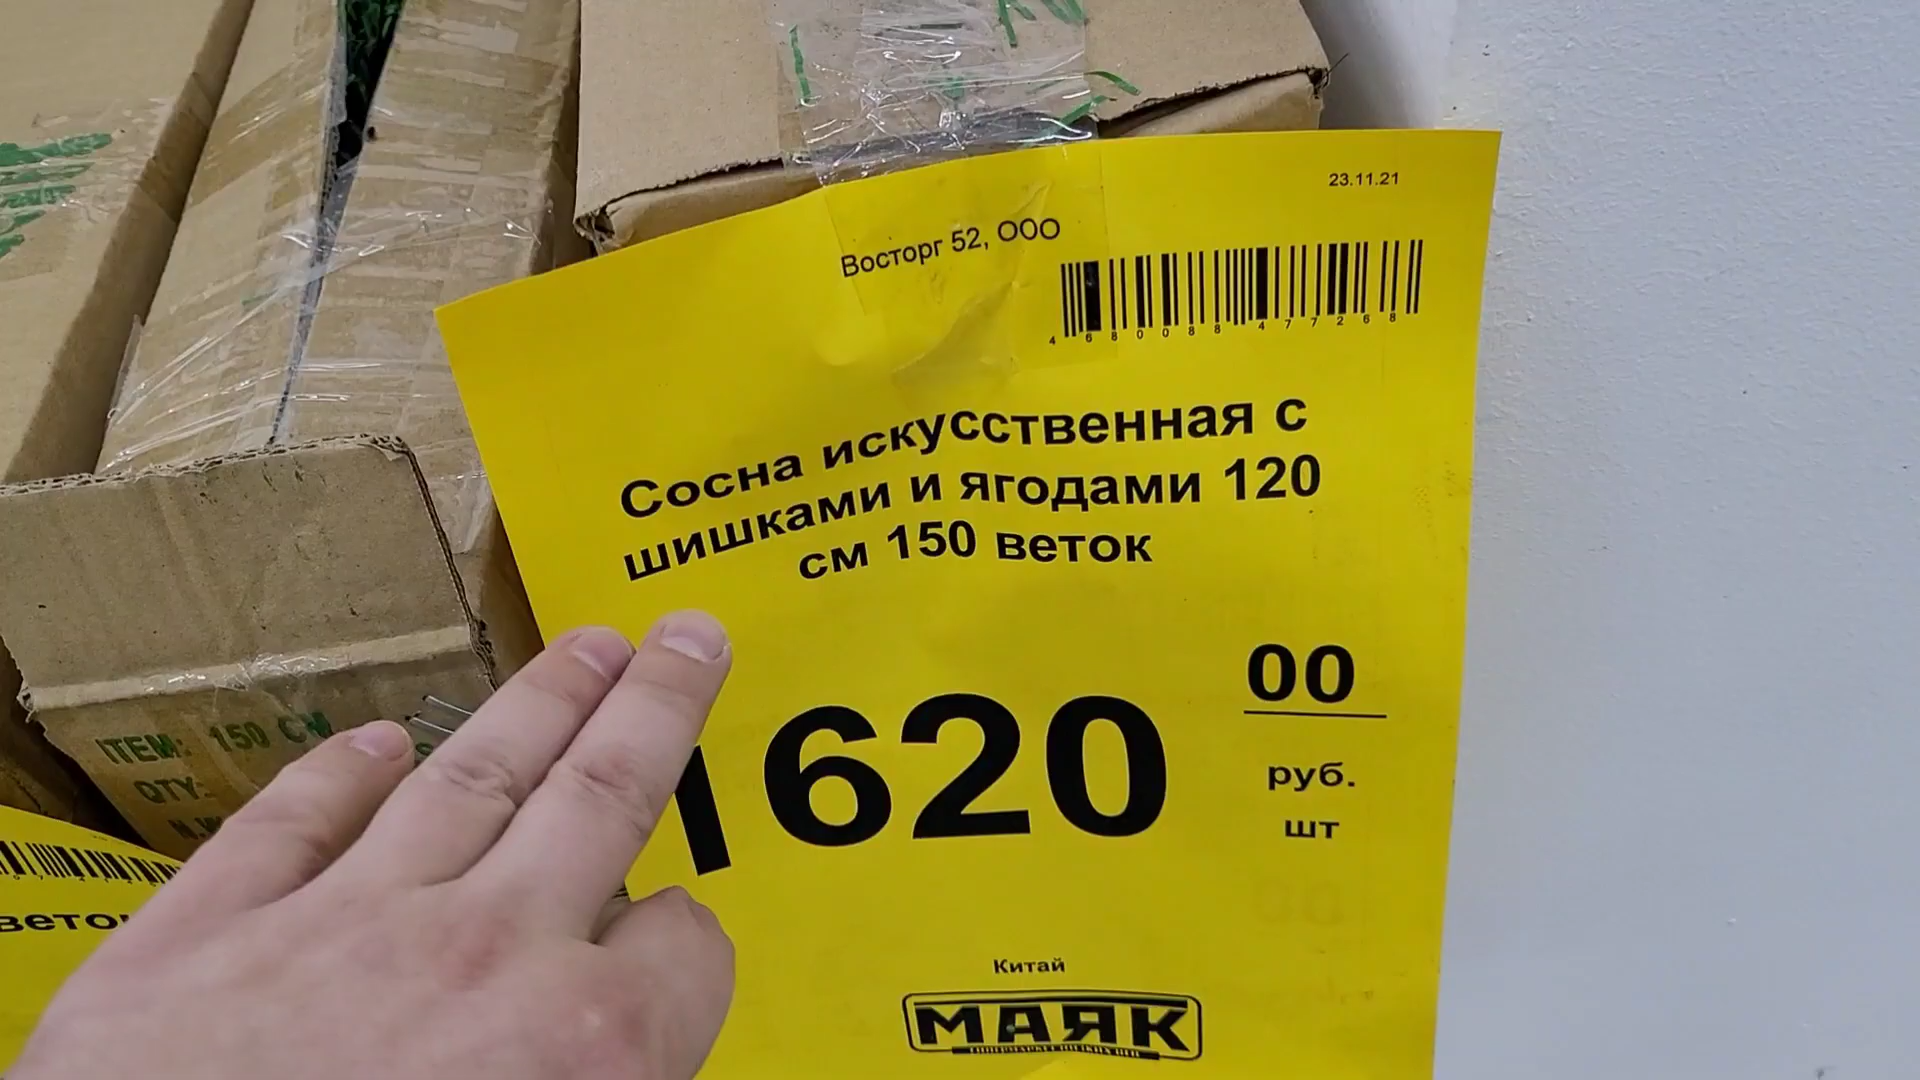 23.11.21
Восторг 52, ООО
4 680088 477268
Сосна искусственная с
шишками и ягодами 120
см 150 веток
1620
00
руб.
шт
Китай
МАЯК
ITEM: 150 CM
QTY: